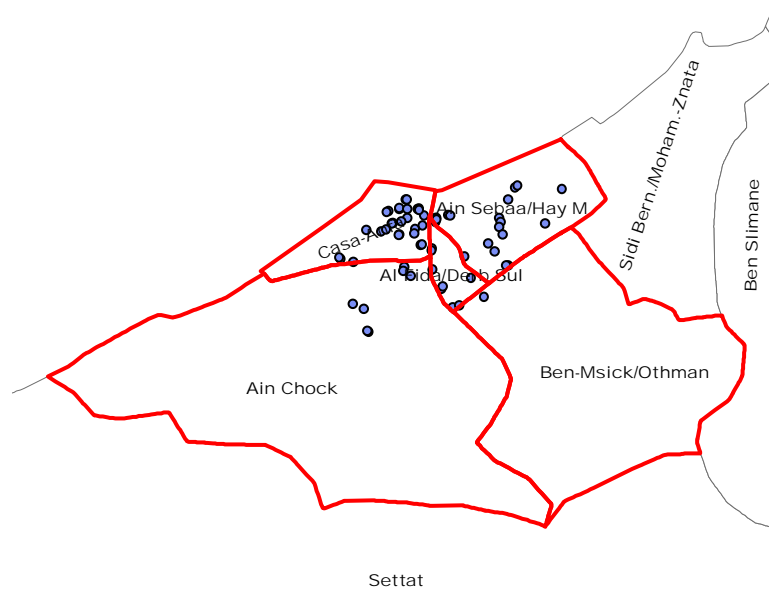 Sidi Bern./Moham.-Znata
Ben Slimane
Ain Sebaa/Hay M
Casa-A
Al Fida/Derb Sul
Ben-Msick/Othman
Ain Chock
Settat